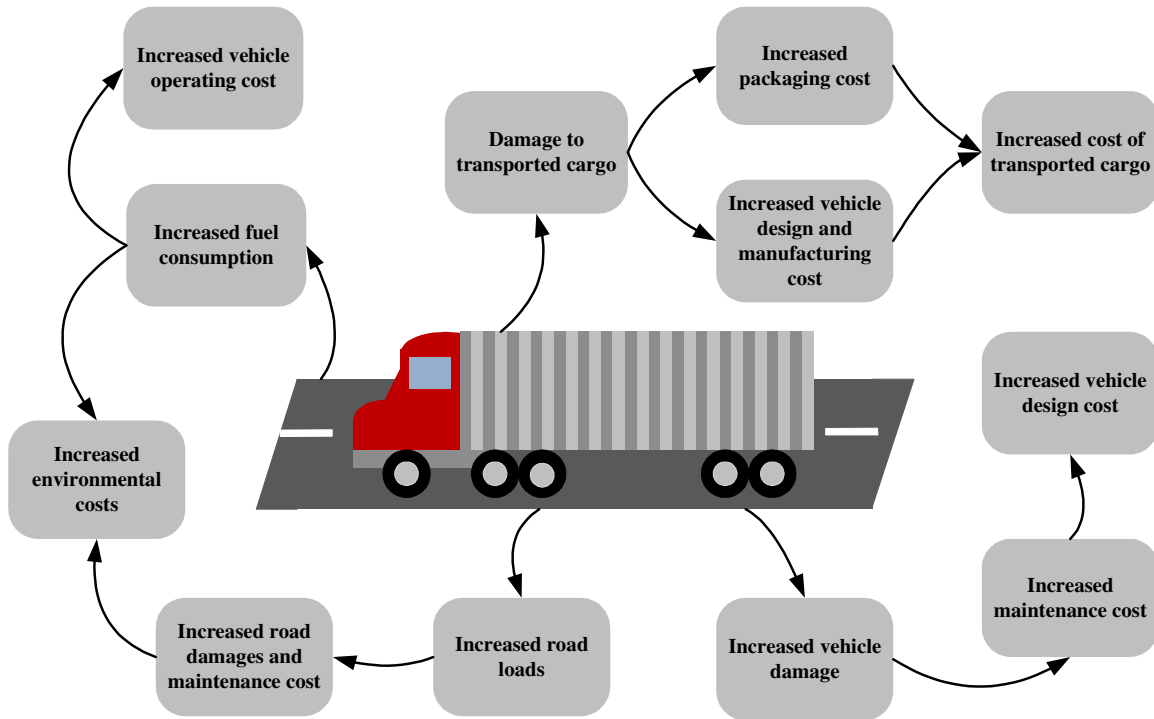 Increased vehicle
operating cost
Increased
packaging cost
Damage to
transported cargo
Increased cost of
transported cargo
Increased fuel
consumption
Increased vehicle
design and
manufacturing
cost
Increased vehicle
design cost
Increased
environmental
costs
Increased
maintenance cost
Increased road
damages and
maintenance cost
Increased road
loads
Increased vehicle
damage